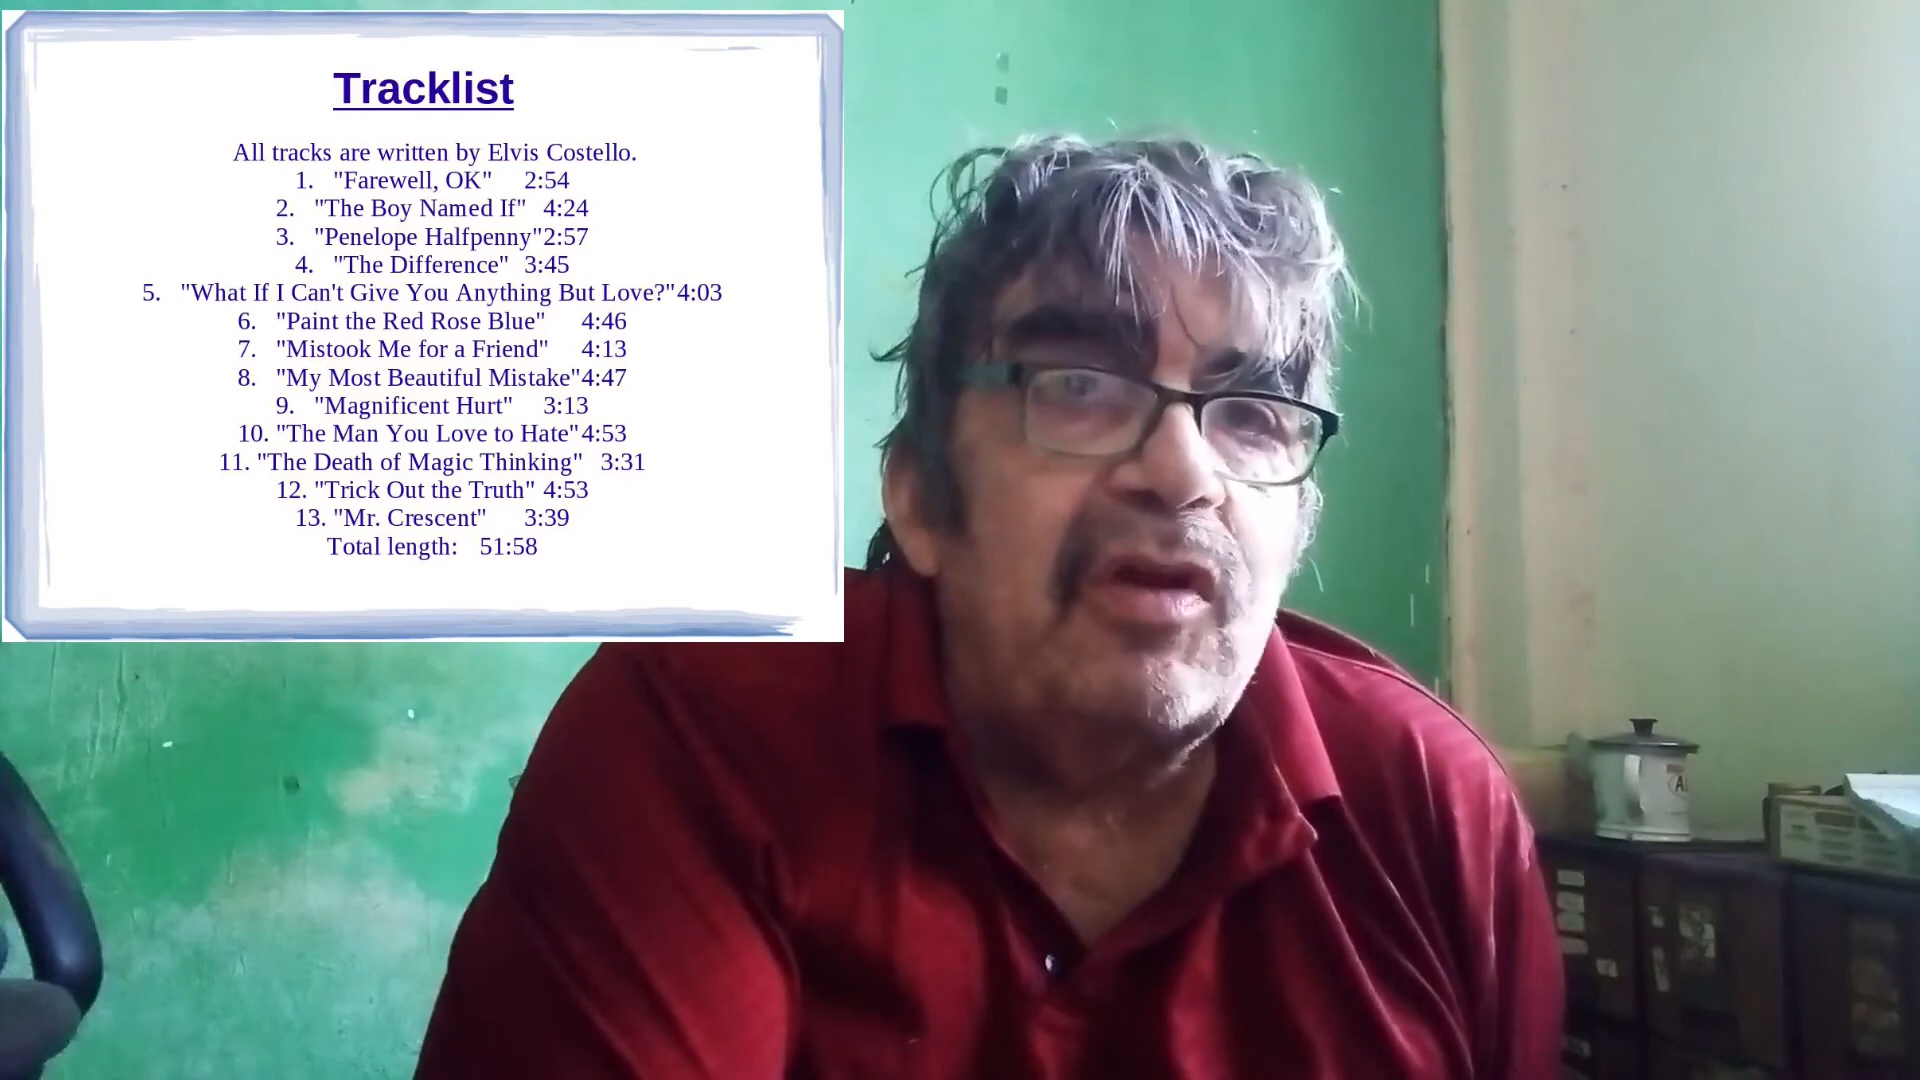 Tracklist
All tracks are written by Elvis Costello.
1. "Farewell, OK" 2:54
2. "The Boy Named If" 4:24
3. "Penelope Halfpenny"2:57
4. "The Difference" 3:45
5. "What If I Can't Give You Anything But Love?"4:03
6. "Paint the Red Rose Blue" 4:46
7. "Mistook Me for a Friend" 4:13
8. "My Most Beautiful Mistake"4:47
9. "Magnificent Hurt" 3:13
10. "The Man You Love to Hate"4:53
11. "The Death of Magic Thinking" 3:31
12. "Trick Out the Truth" 4:53
13. "Mr. Crescent" 3:39
Total length: 51:58